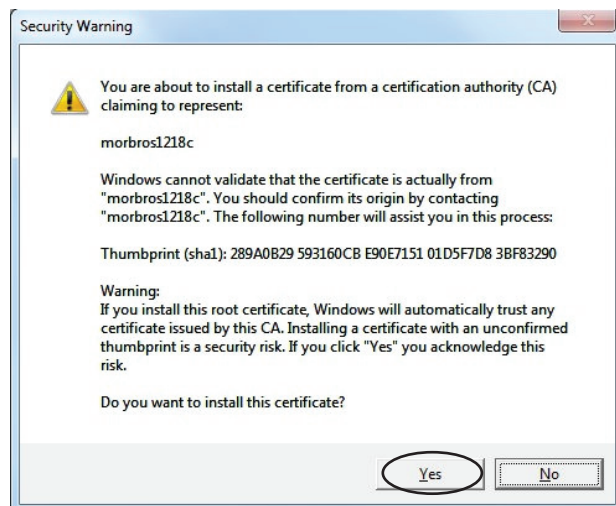 Security Warning
You are about to install a certificate from a certification authority (CA)
claiming to represent:
morbros1218c
Windows cannot validate that the certificate is actually from
"morbros1218c". You should confirm its origin by contacting
"morbros1218c". The following number will assist you in this process:
Thumbprint (sha1): 289A0B29 593160CB E90E7151 01D5F7D8 3BF83290
Warning:
If you install this root certificate, Windows will automatically trust any
certificate issued by this CA. Installing a certificate with an unconfirmed
thumbprint is a security risk. If you click "Yes" you acknowledge this
risk.
Do you want to install this certificate?
Yes No